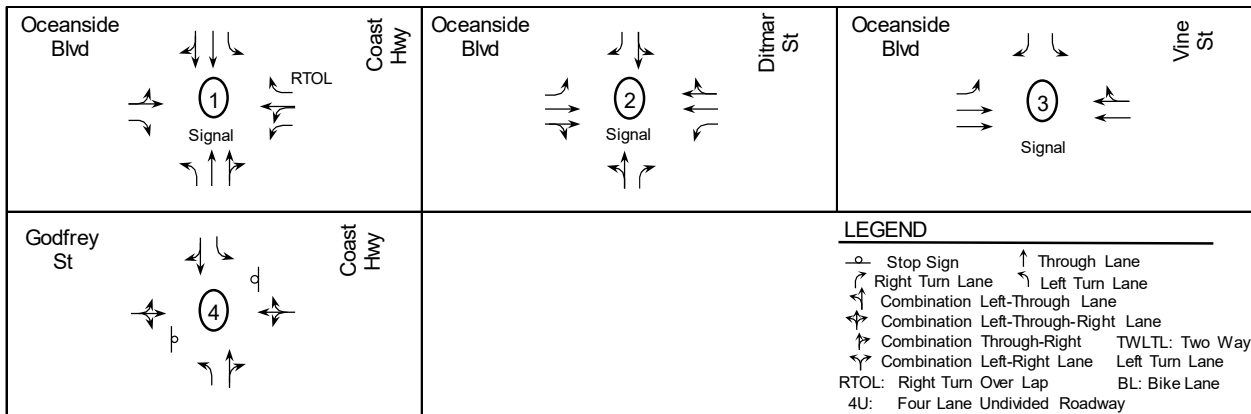 Oceanside
Blvd
Coast
Hwy
RTOL
1
Signal
Oceanside
Blvd
Ditmar
St
2
Signal
Oceanside
Blvd
Vine
St
3
Signal
Godfrey
St
Coast
Hwy
4
LEGEND
Stop Sign Through Lane
Right Turn Lane Left Turn Lane
Combination Left-Through Lane
Combination Left-Through-Right Lane
Combination Through-Right TWLTL: Two Way
Combination Left-Right Lane Left Turn Lane
RTOL: Right Turn Over Lap BL: Bike Lane
4U: Four Lane Undivided Roadway